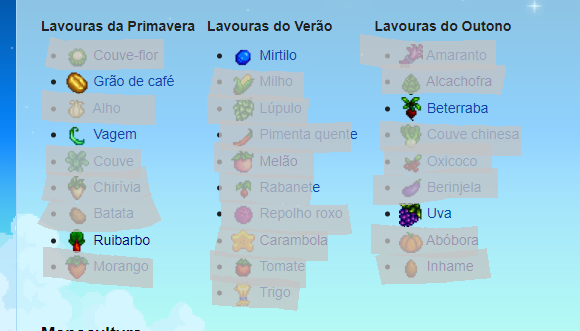 Lavouras da Primavera
Couve-flor
Grão de café
Alho
Vagem
Couve
Chirívia
Batata
Ruibarbo
Morango
Lavouras do Verão
Mirtilo
Milho
Lúpulo
Pimenta quente
Melão
Rabanete
Repolho roxo
Carambola
Tomate
Trigo
Lavouras do Outono
Amaranto
Alcachofra
Beterraba
Couve chinesa
Oxicoco
Berinjela
Uva
Abóbora
Inhame